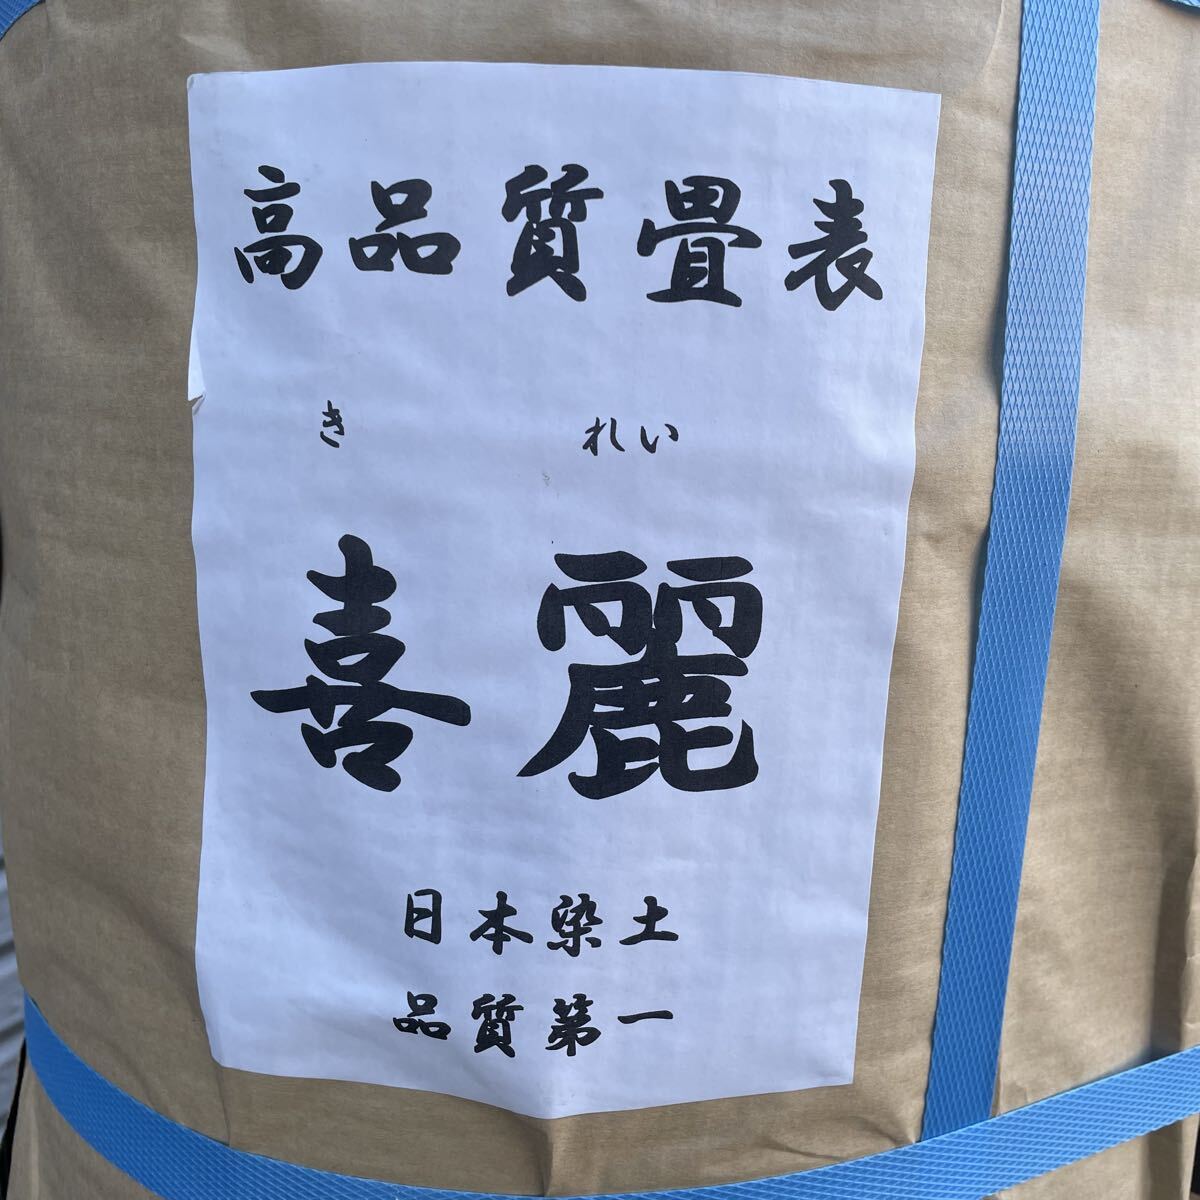 高品質畳表
き れい
喜麗
日本染土
品質第一